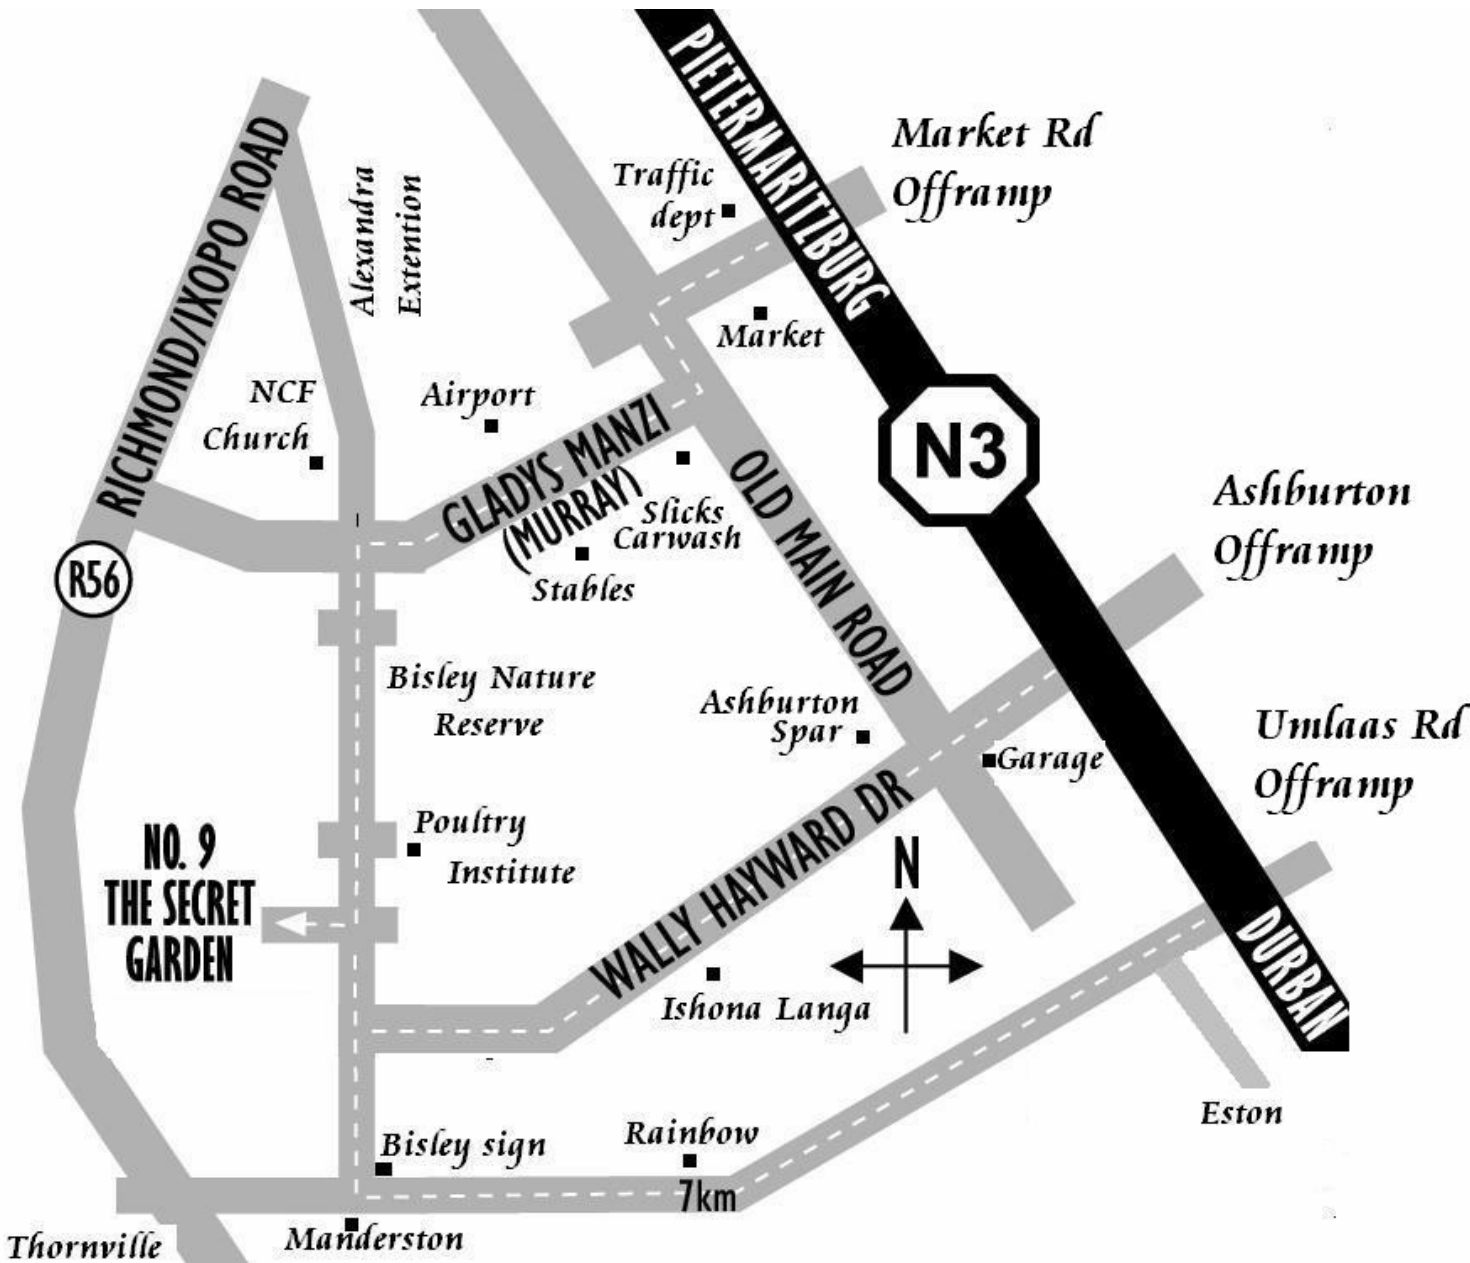 PIETERMARITZBURG
Market Rd
Offramp
Traffic
dept
RICHMOND/IXOPO ROAD
Alexandra
Extention
Market
NCF
Church
Airport
GLADYS MANZI
(MURRAY)
N3
OLD MAIN ROAD
Slicks
Carwash
Stables
Ashburton
Offramp
R56
Bisley Nature
Reserve
Ashburton
Spar
Garage
Umlaas Rd
Offramp
NO. 9
THE SECRET
GARDEN
Poultry
Institute
WALLY HAYWARD DR
N
DURBAN
Ishona Langa
Eston
Bisley sign
Rainbow
7km
Thornville
Manderston